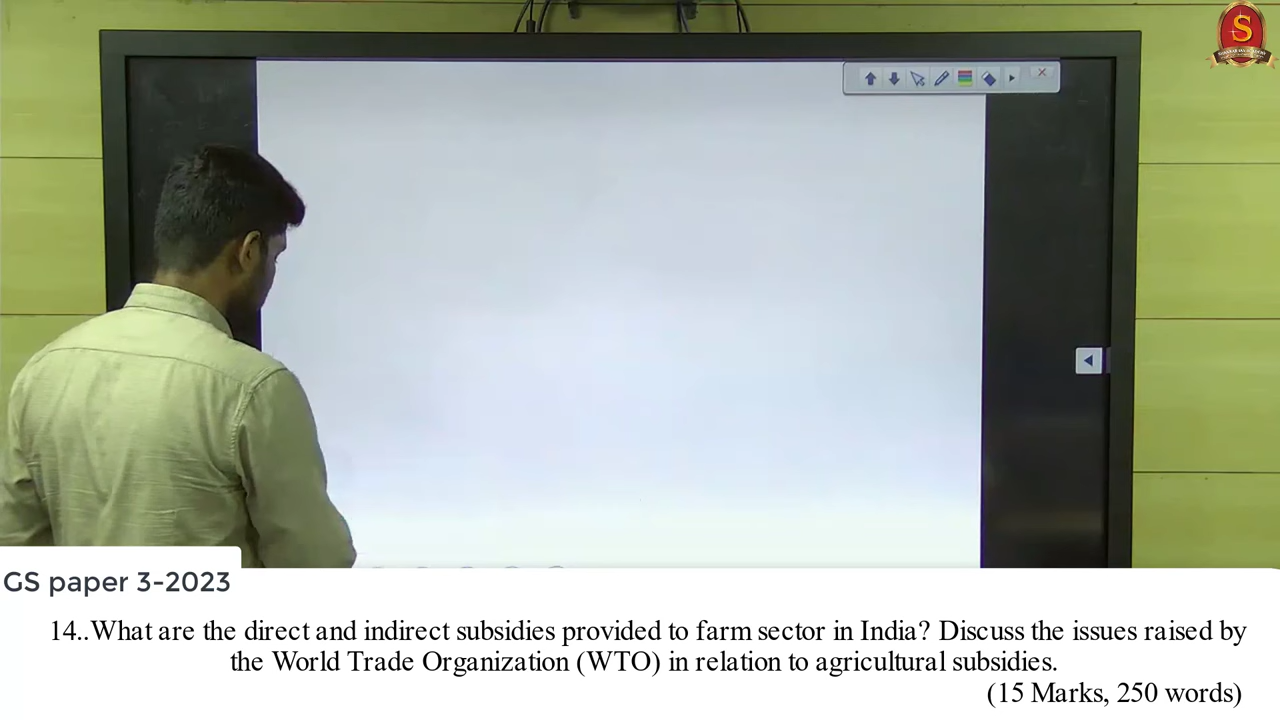 S
GS paper 3-2023
14..What are the direct and indirect subsidies provided to farm sector in India? Discuss the issues raised by
the World Trade Organization (WTO) in relation to agricultural subsidies.
(15 Marks, 250 words)